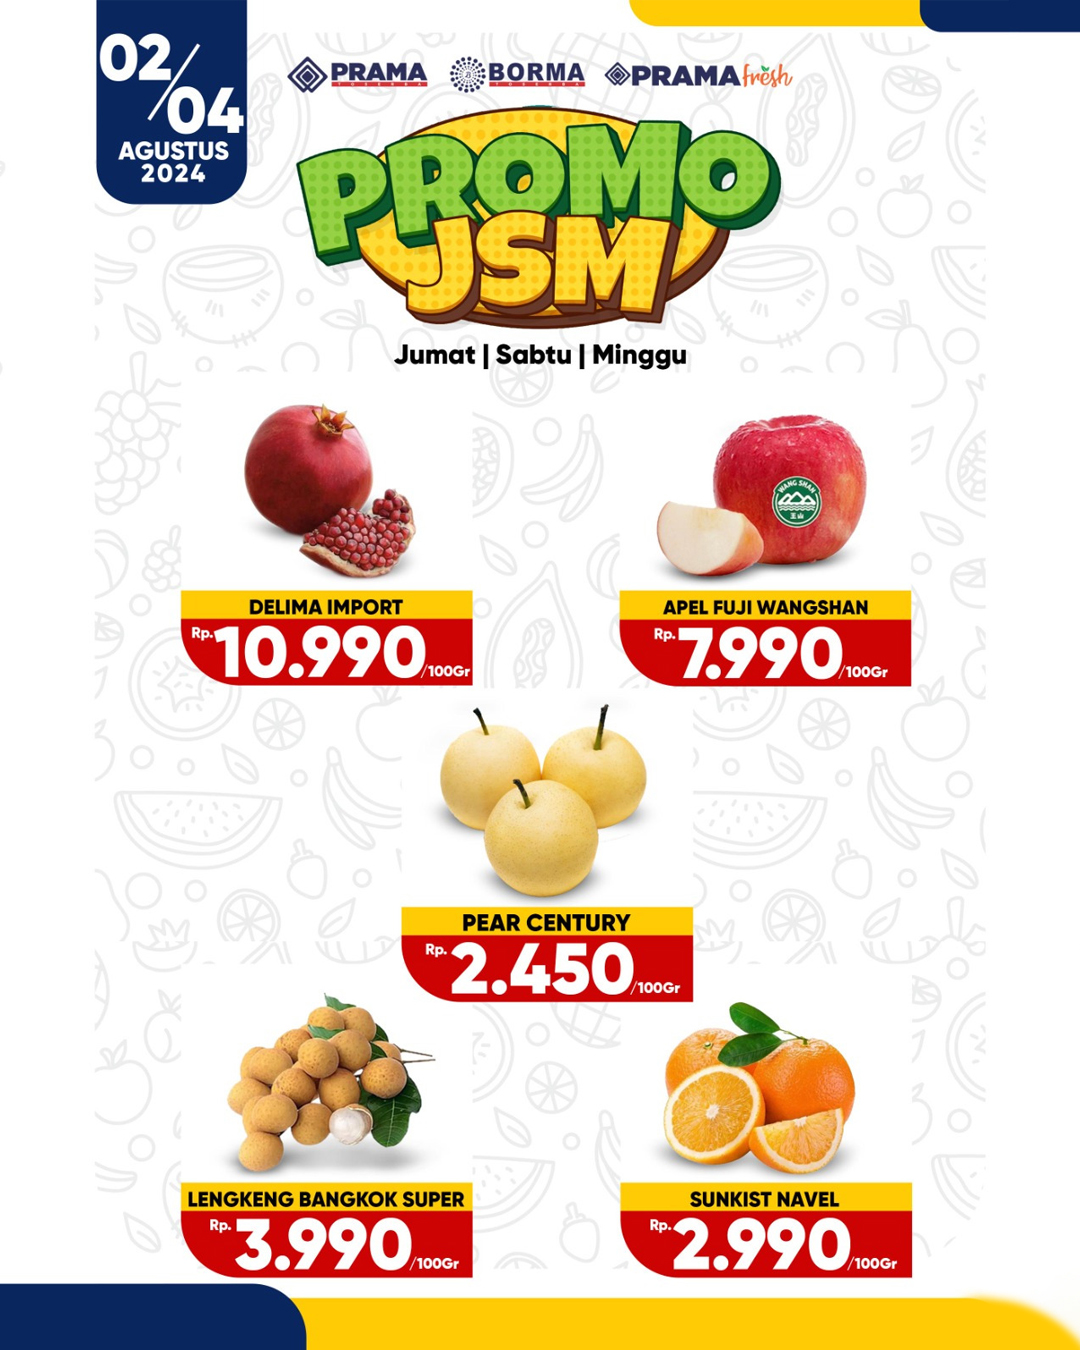 02/04
AGUSTUS
2024
PRAMA
BORMA
PRAMA fresh
PROMO
JSM
Jumat | Sabtu | Minggu
WANG SHAN
DELIMA IMPORT
Rp. 10.990/100Gr
APEL FUJI WANGSHAN
Rp. 7.990/100Gr
PEAR CENTURY
Rp. 2.450/100Gr
LENGKENG BANGKOK SUPER
Rp. 3.990/100Gr
SUNKIST NAVEL
Rp. 2.990/100Gr